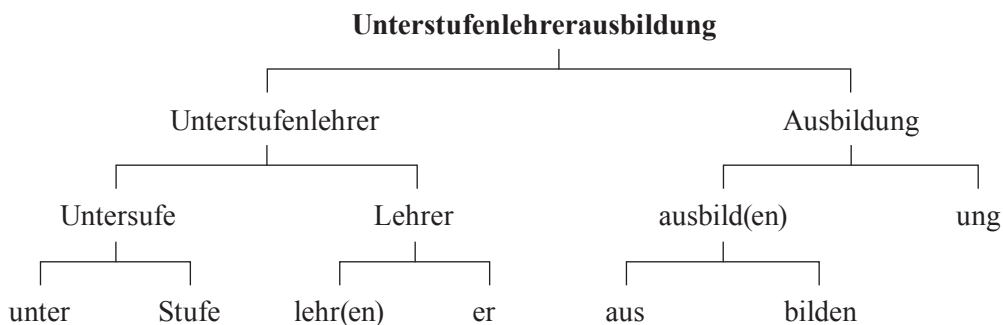 Unterstufenlehrerausbildung
Unterstufenlehrer Ausbildung
Untersufe Lehrer ausbild(en) ung
unter Stufe lehr(en) er aus bilden